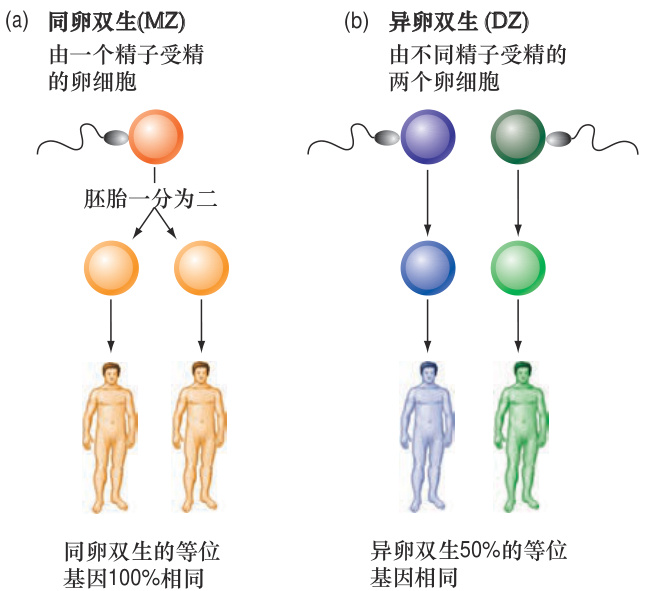 (a) 同卵双生(MZ)
由一个精子受精
的卵细胞
胚胎一分为二
同卵双生的等位
基因100%相同
(b) 异卵双生 (DZ)
由不同精子受精的
两个卵细胞
异卵双生50%的等位
基因相同